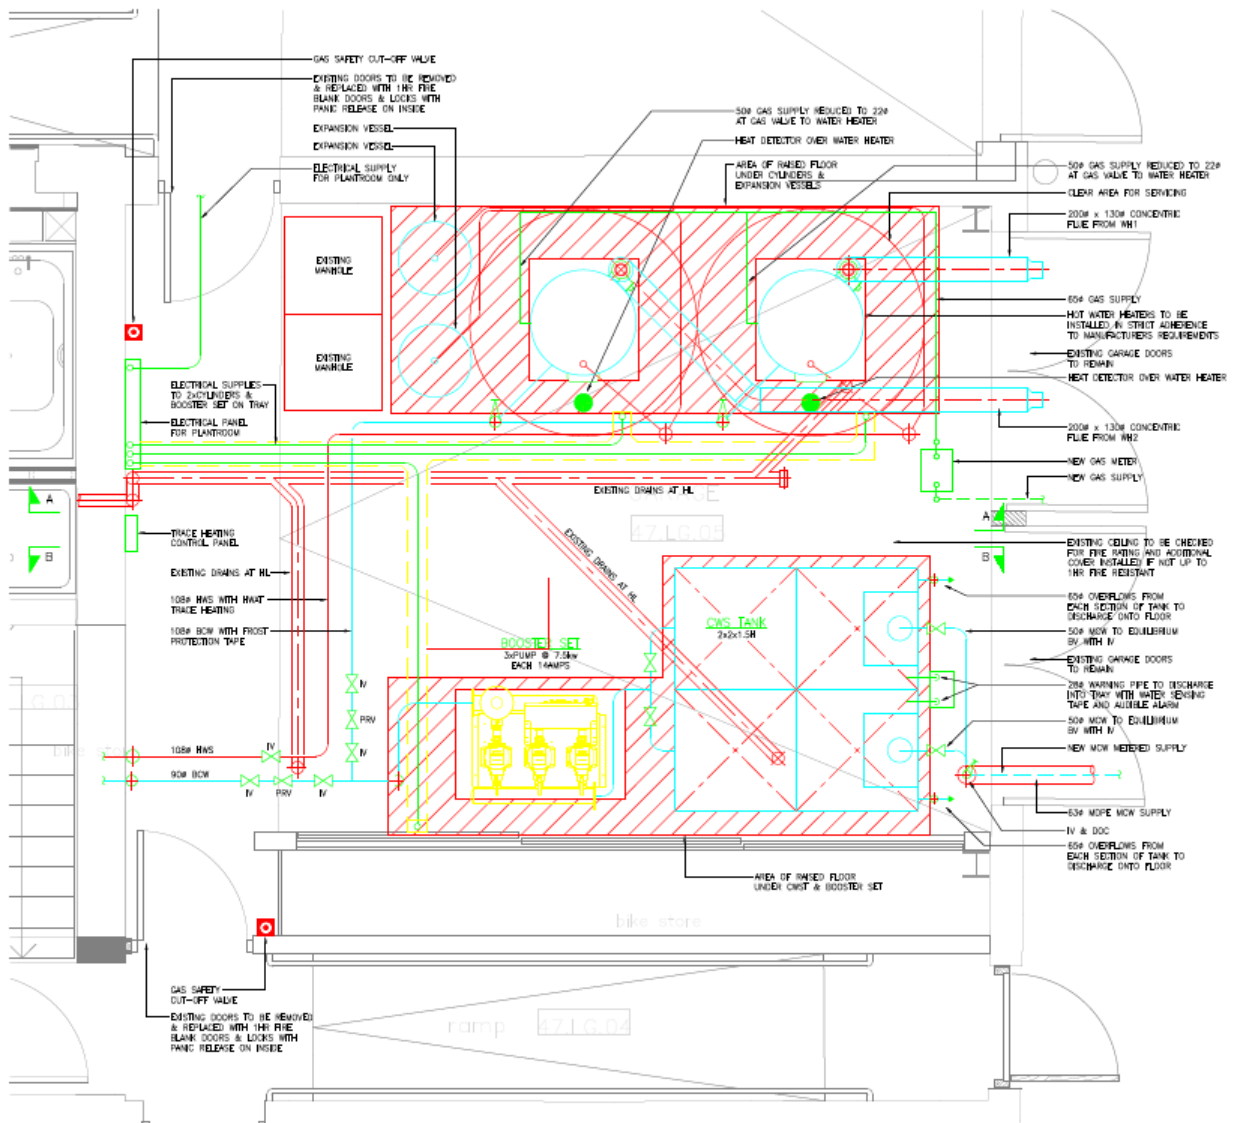 GAS SAFETY CUT-OFF VALVE
EXISTING DOORS TO BE REMOVED
& REPLACED WITH 1HR FIRE
BLANK DOORS & LOCKS WITH
PANIC RELEASE ON INSIDE
EXPANSION VESSEL
EXPANSION VESSEL
ELECTRICAL SUPPLY
FOR PLANTROOM ONLY
50ø GAS SUPPLY REDUCED TO 22ø
AT GAS VALVE TO WATER HEATER
HEAT DETECTOR OVER WATER HEATER
AREA OF RAISED FLOOR
UNDER CYLINDERS &
EXPANSION VESSELS
50ø GAS SUPPLY REDUCED TO 22ø
AT GAS VALVE TO WATER HEATER
CLEAR AREA FOR SERVICING
200ø x 130ø CONCENTRIC
FLUE FROM WH1
65ø GAS SUPPLY
HOT WATER HEATERS TO BE
INSTALLED IN STRICT ADHERENCE
TO MANUFACTURERS REQUIREMENTS
EXISTING GARAGE DOORS
TO REMAIN
HEAT DETECTOR OVER WATER HEATER
200ø x 130ø CONCENTRIC
FLUE FROM WH2
NEW GAS METER
NEW GAS SUPPLY
EXISTING
MANHOLE
EXISTING
MANHOLE
ELECTRICAL SUPPLIES
TO 2xCYLINDERS &
BOOSTER SET ON TRAY
ELECTRICAL PANEL
FOR PLANTROOM
A
B
TRACE HEATING
CONTROL PANEL
EXISTING DRAINS AT HL
108ø HWS WITH HWAT
TRACE HEATING
108ø BCW WITH FROST
PROTECTION TAPE
EXISTING DRAINS AT HL
47.LG.05
EXISTING DRAINS AT HL
A
B
EXISTING CEILING TO BE CHECKED
FOR FIRE RATING AND ADDITIONAL
COVER INSTALLED IF NOT UP TO
1HR FIRE RESISTANT
65ø OVERFLOWS FROM
EACH SECTION OF TANK TO
DISCHARGE ONTO FLOOR
50ø MCW TO EQUILIBRIUM
BV WITH IV
EXISTING GARAGE DOORS
TO REMAIN
28ø WARNING PIPE TO DISCHARGE
INTO TRAY WITH WATER SENSING
TAPE AND AUDIBLE ALARM
50ø MCW TO EQUILIBRIUM
BV WITH IV
NEW MCW METERED SUPPLY
63ø MDPE MCW SUPPLY
IV & DOC
65ø OVERFLOWS FROM
EACH SECTION OF TANK TO
DISCHARGE ONTO FLOOR
CWS TANK
2x2x1.5H
BOOSTER SET
3xPUMP @ 7.5kw
EACH 14AMPS
IV
PRV
IV
bike store
108ø HWS
IV
90ø BCW
IV
PRV
IV
AREA OF RAISED FLOOR
UNDER CWST & BOOSTER SET
bike store
GAS SAFETY
CUT-OFF VALVE
EXISTING DOORS TO BE REMOVED
& REPLACED WITH 1HR FIRE
BLANK DOORS & LOCKS WITH
PANIC RELEASE ON INSIDE
ramp
47.LG.04